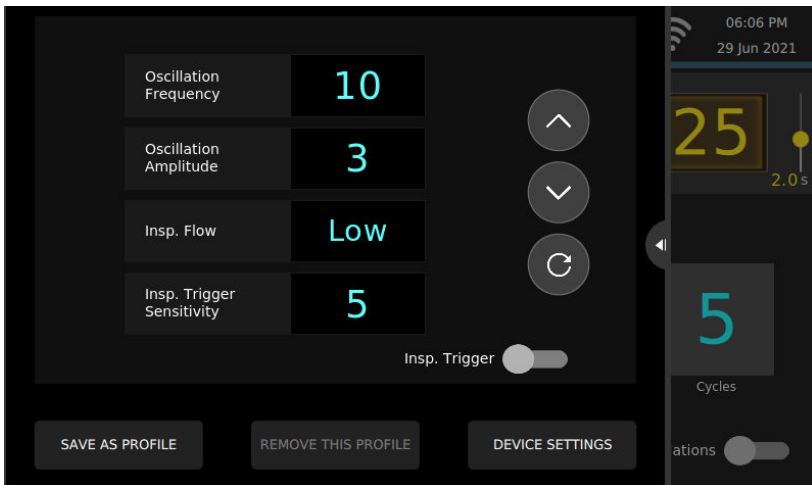 06:06 PM
29 Jun 2021
Oscillation
Frequency
10
Oscillation
Amplitude
3
Insp. Flow
Low
Insp. Trigger
Sensitivity
5
Insp. Trigger
25
2.0 s
5
Cycles
SAVE AS PROFILE
REMOVE THIS PROFILE
DEVICE SETTINGS